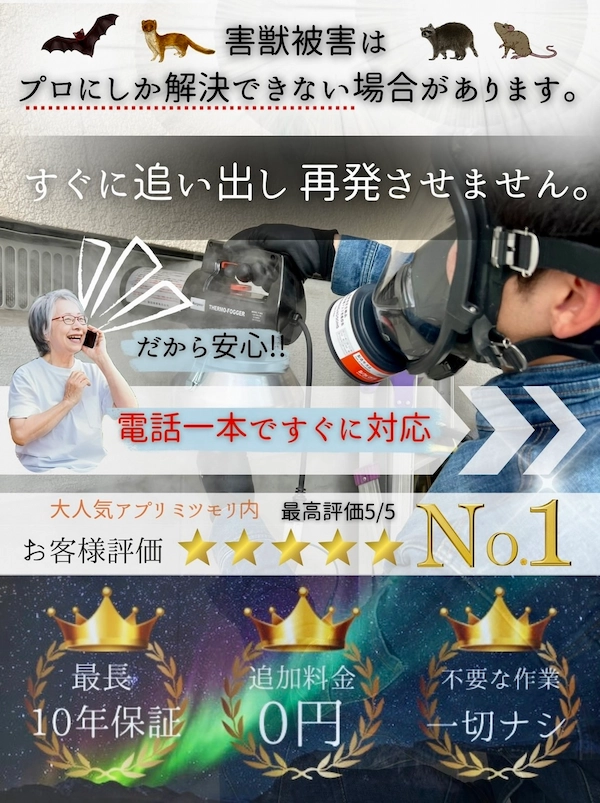 害獣被害は
プロにしか解決できない場合があります。
すぐに追い出し 再発させません。
THERMO-FOGGER
だから安心!!
電話一本ですぐに対応
大人気アプリミツモリ内 最高評価5/5
お客様評価 No.1
最長
10年保証
追加料金
0円
不要な作業
一切ナシ